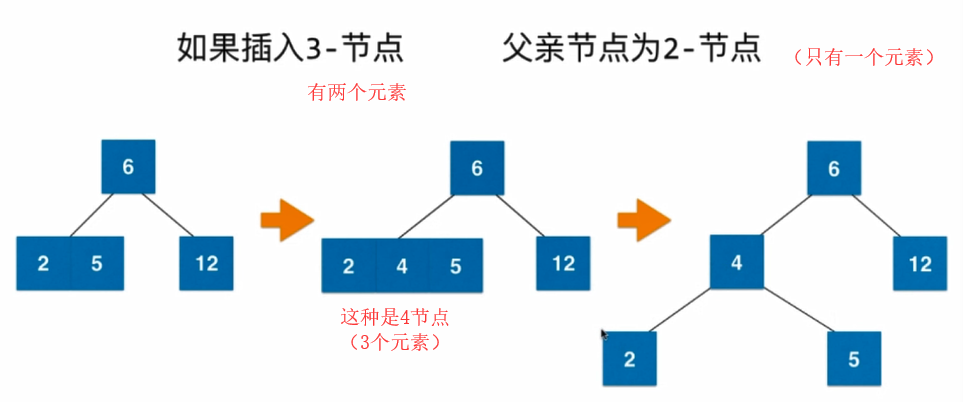 如果插入3-节点 父亲节点为2-节点 （只有一个元素）
有两个元素
6 6 6
2 5 12 2 4 5 12 4 12
这种是4节点
（3个元素）
2 5